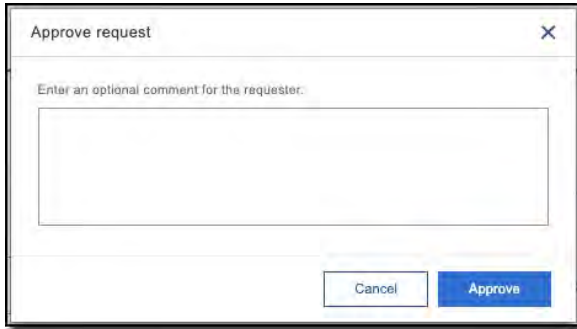 Approve request
Enter an optional comment for the requester.
Cancel
Approve